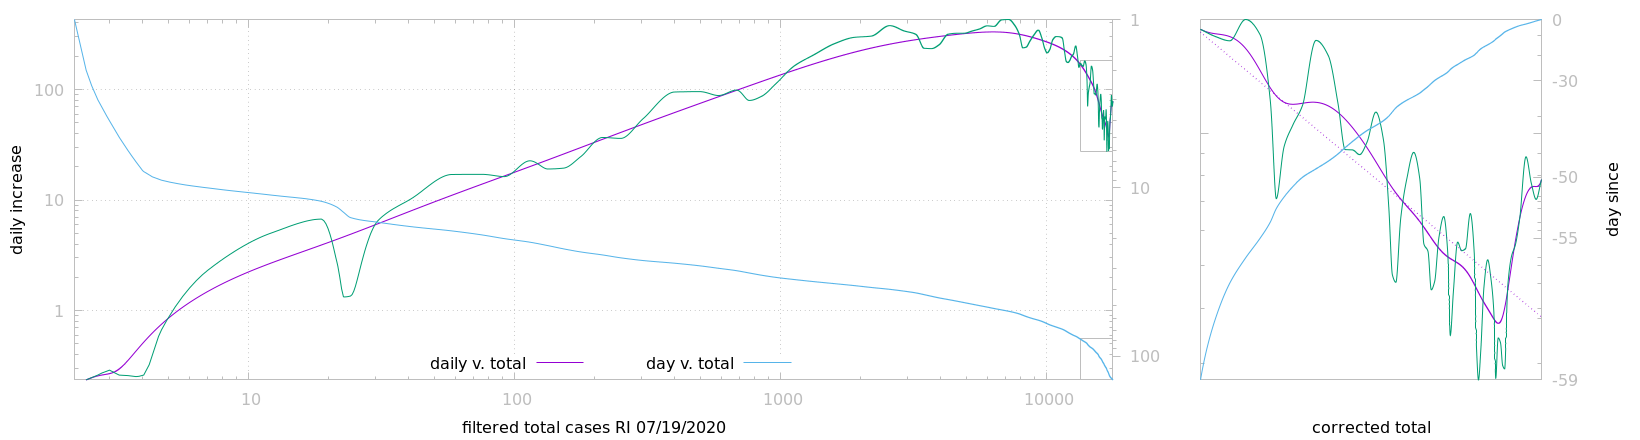 daily increase
100
10
1
daily v. total
day v. total
10
100
1000
10000
filtered total cases RI 07/19/2020
1
10
100
0
-30
-50
-55
-59
day since
corrected total